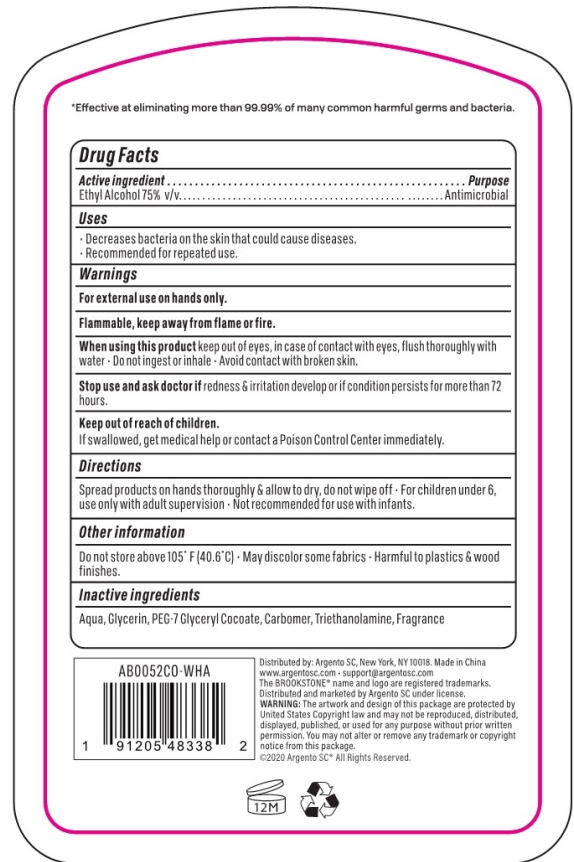 *Effective at eliminating more than 99.99% of many common harmful germs and bacteria.
Drug Facts
Active ingredient ..................................................... Purpose
Ethyl Alcohol 75% v/v................................................ Antimicrobial
Uses
· Decreases bacteria on the skin that could cause diseases.
· Recommended for repeated use.
Warnings
For external use on hands only.
Flammable, keep away from flame or fire.
When using this product keep out of eyes, in case of contact with eyes, flush thoroughly with
water · Do not ingest or inhale · Avoid contact with broken skin.
Stop use and ask doctor if redness & irritation develop or if condition persists for more than 72
hours.
Keep out of reach of children.
If swallowed, get medical help or contact a Poison Control Center immediately.
Directions
Spread products on hands thoroughly & allow to dry, do not wipe off · For children under 6,
use only with adult supervision · Not recommended for use with infants.
Other information
Do not store above 105˚ F (40.6˚C) · May discolor some fabrics · Harmful to plastics & wood
finishes.
Inactive ingredients
Aqua, Glycerin, PEG-7 Glyceryl Cocoate, Carbomer, Triethanolamine, Fragrance
AB0052CO-WHA
1 91205 48338 2
Distributed by: Argento SC, New York, NY 10018. Made in China
www.argentosc.com • support@argentosc.com
The BROOKSTONE® name and logo are registered trademarks.
Distributed and marketed by Argento SC under license.
WARNING: The artwork and design of this package are protected by
United States Copyright law and may not be reproduced, distributed,
displayed, published, or used for any purpose without prior written
permission. You may not alter or remove any trademark or copyright
notice from this package.
©2020 Argento SC® All Rights Reserved.
12M